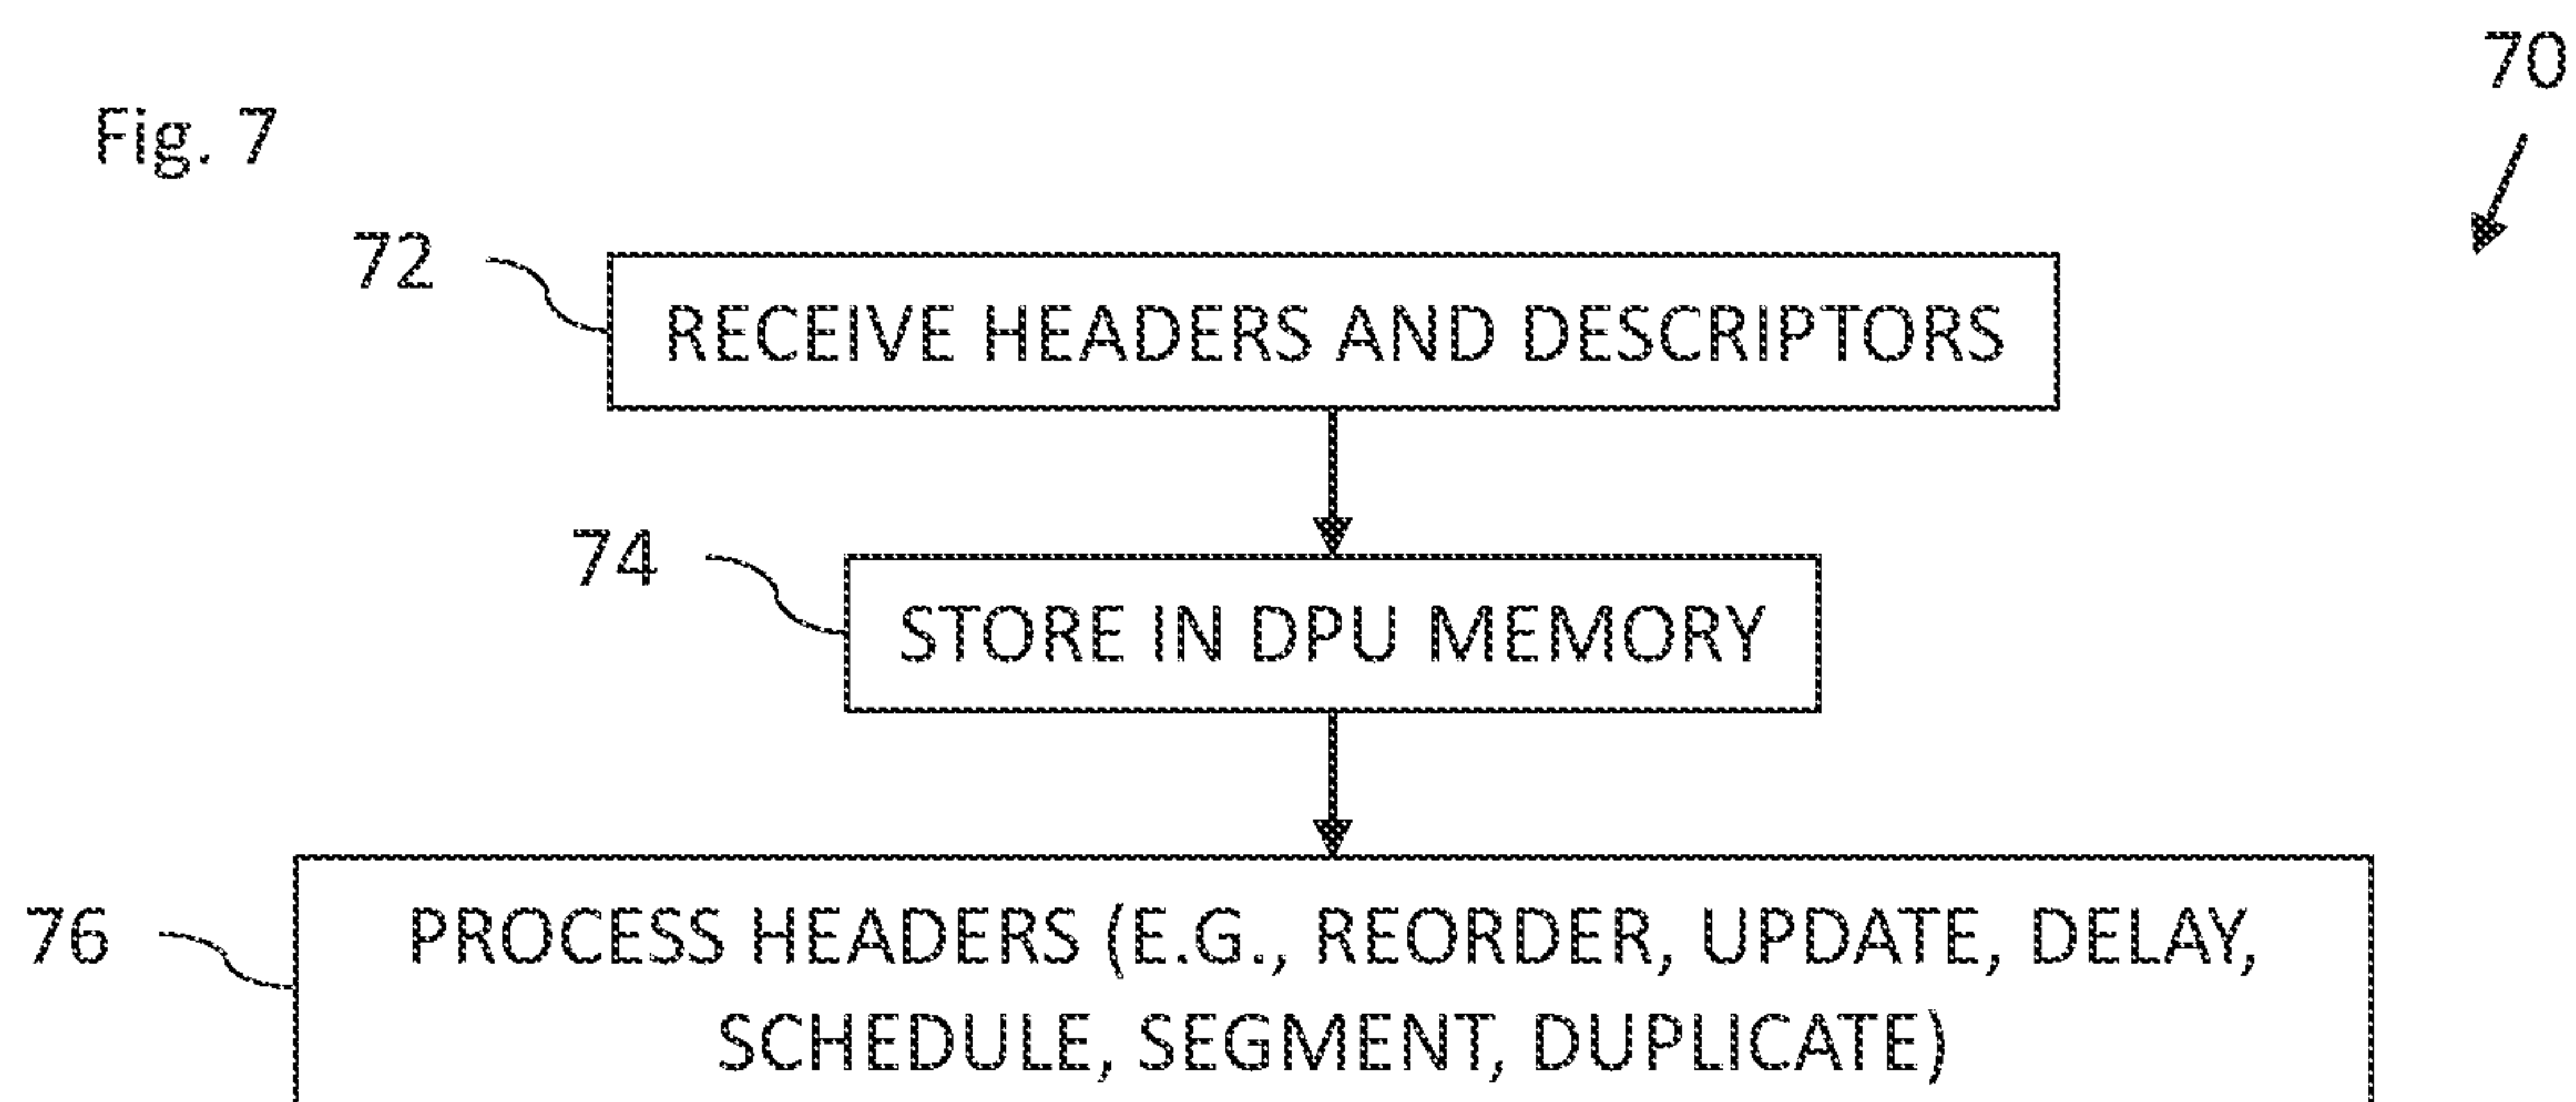 70
Fig. 7
72
RECEIVE HEADERS AND DESCRIPTORS
74
STORE IN DPU MEMORY
76
PROCESS HEADERS (E.G., REORDER, UPDATE, DELAY,
SCHEDULE, SEGMENT, DUPLICATE)